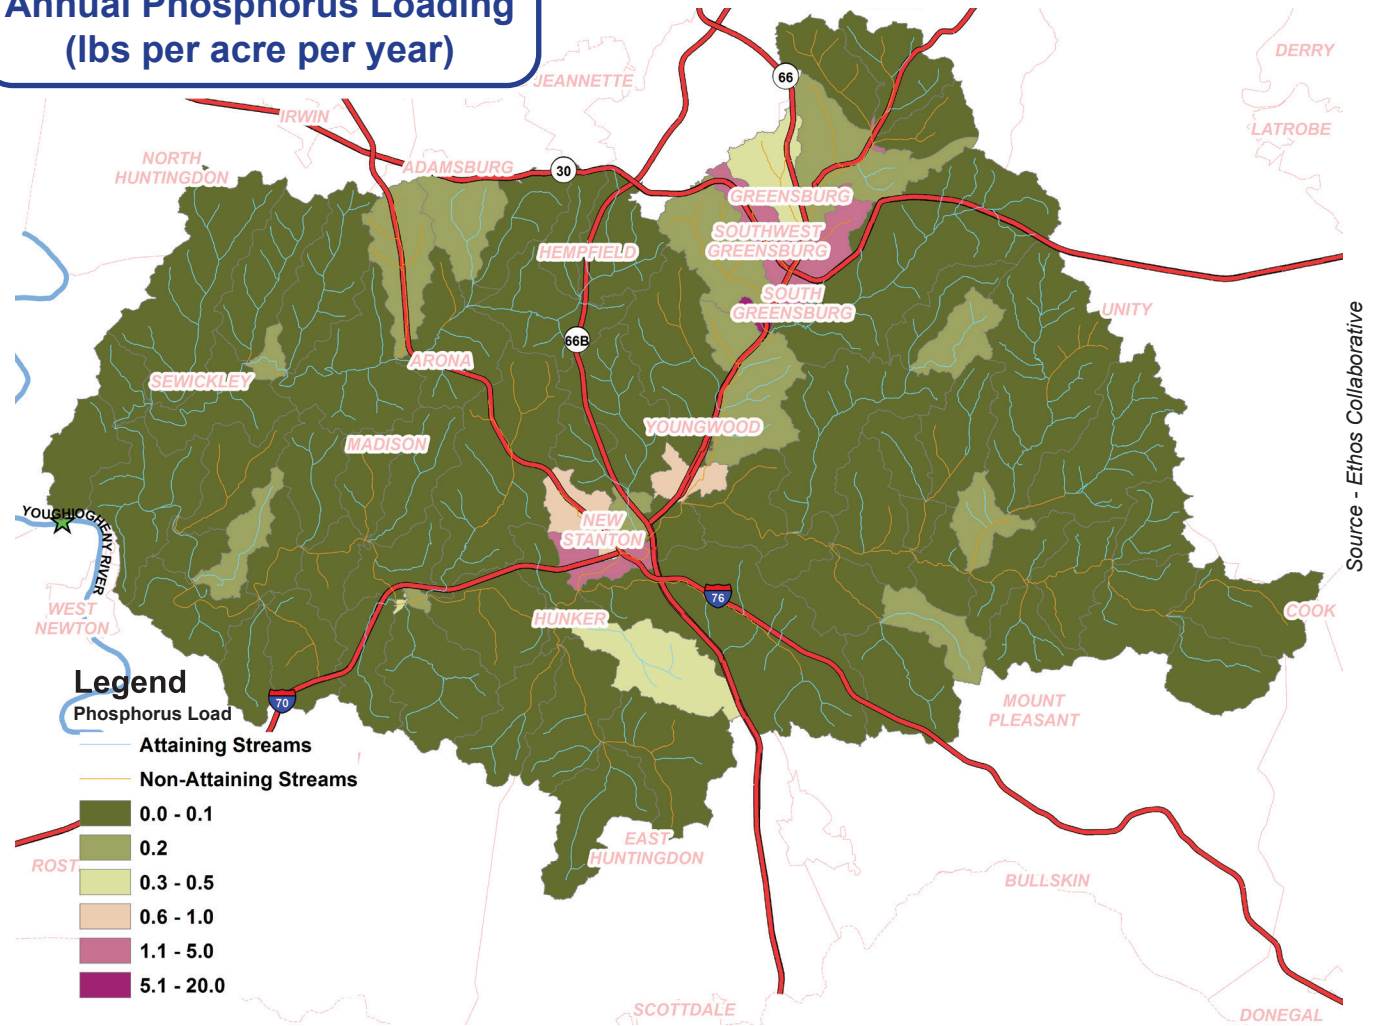 Annual Phosphorus Loading
(lbs per acre per year)
JEANNETTE
DERRY
LATROBE
IRWIN
NORTH
HUNTINGDON
ADAMSBURG
30
66
GREENSBURG
SOUTHWEST
GREENSBURG
HEMPFIELD
SOUTH
GREENSBURG
UNITY
66B
ARONA
SEWICKLEY
MADISON
YOUNGWOOD
NEW
STANTON
YOUGHIOGHENY RIVER
WEST
NEWTON
HUNKER
76
COOK
MOUNT
PLEASANT
70
EAST
HUNTINGDON
BULLSKIN
ROST
SCOTTDALE
DONEGAL
Legend
Phosphorus Load
Attaining Streams
Non-Attaining Streams
0.0 - 0.1
0.2
0.3 - 0.5
0.6 - 1.0
1.1 - 5.0
5.1 - 20.0
Source - Ethos Collaborative